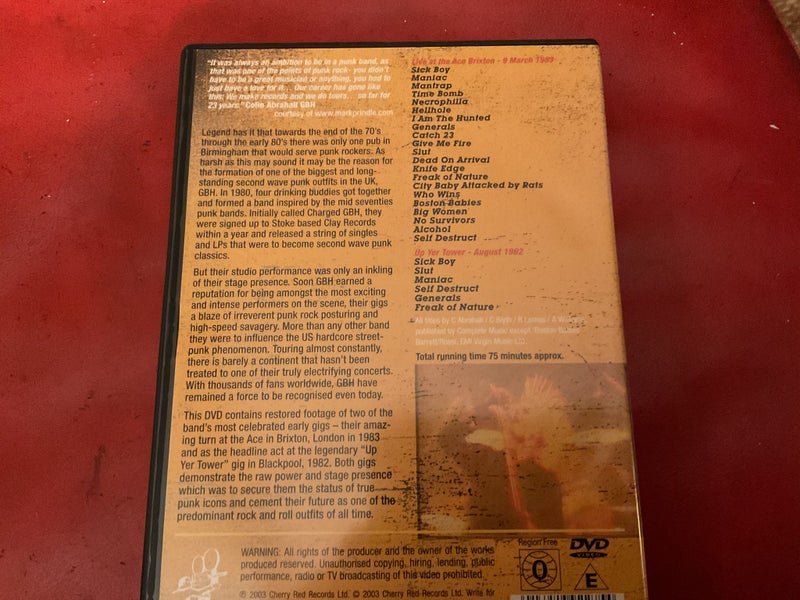 "It was always an ambition to be in a punk band, as
that was one of the points of punk rock- you didn't
have to be a great musician or anything, you had to
just have a love for it... Our career has gone like
this: We make records and we do tours... so far for
23 years." Colin Abrahall GBH
courtesy of www.markprindle.com
Legend has it that towards the end of the 70's
through the early 80's there was only one pub in
Birmingham that would serve punk rockers. As
harsh as this may sound it may be the reason for
the formation of one of the biggest and long-
standing second wave punk outfits in the UK,
GBH. In 1980, four drinking buddies got together
and formed a band inspired by the mid seventies
punk bands. Initially called Charged GBH, they
were signed up to Stoke based Clay Records
within a year and released a string of singles
and LPs that were to become second wave punk
classics.
But their studio performance was only an inkling
of their stage presence. Soon GBH earned a
reputation for being amongst the most exciting
and intense performers on the scene, their gigs
a blaze of irreverent punk rock posturing and
high-speed savagery. More than any other band
they were to influence the US hardcore street-
punk phenomenon. Touring almost constantly,
there is barely a continent that hasn't been
treated to one of their truly electrifying concerts.
With thousands of fans worldwide, GBH have
remained a force to be recognised even today.
This DVD contains restored footage of two of the
band's most celebrated early gigs – their amaz-
ing turn at the Ace in Brixton, London in 1983
and as the headline act at the legendary "Up
Yer Tower" gig in Blackpool, 1982. Both gigs
demonstrate the raw power and stage presence
which was to secure them the status of true
punk icons and cement their future as one of the
predominant rock and roll outfits of all time.
Live at the Ace Brixton - 9 March 1983
Sick Boy
Maniac
Mantrap
Time Bomb
Necrophilia
Hellhole
I Am The Hunted
Generals
Catch 23
Give Me Fire
Slut
Dead On Arrival
Knife Edge
Freak of Nature
City Baby Attacked by Rats
Who Wins
Boston Babies
Big Women
No Survivors
Alcohol
Self Destruct
Up Yer Tower - August 1982
Sick Boy
Slut
Maniac
Self Destruct
Generals
Freak of Nature
All titles by C Abrahall / C Blyth / R Lomas / A
published by Complete Music except
EMI Virgin Music Ltd.
Total running time 75 minutes approx.
WARNING: All rights of the producer and the owner of the works
produced reserved. Unauthorised copying, hiring, lending, public
performance, radio or TV broadcasting of this video prohibited.
℗ 2003 Cherry Red Records Ltd. © 2003 Cherry Red Records Ltd. Write for
Region Free
0
DVD
VIDEO
E